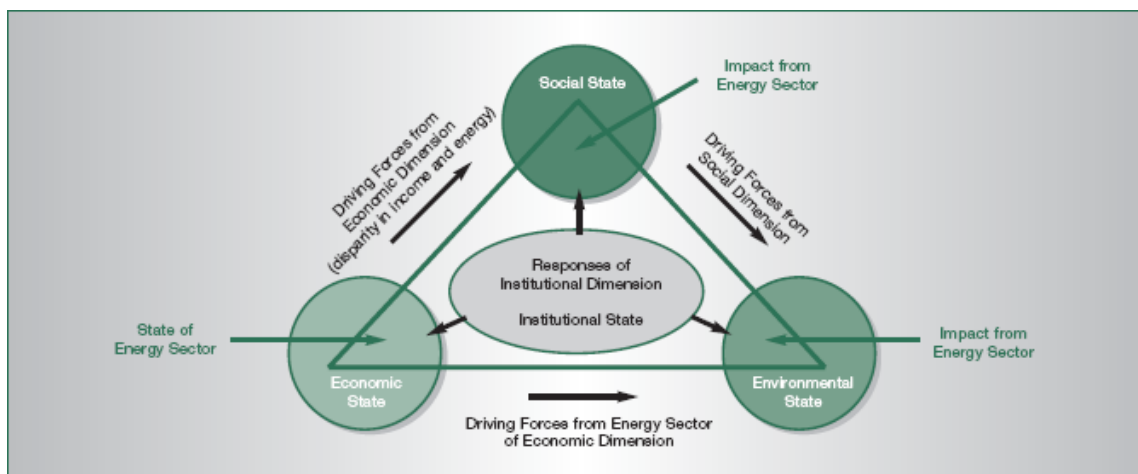 Social State
Impact from
Energy Sector
Driving Forces from
Economic Dimension
(disparity in income and energy)
Driving Forces from
Social Dimension
Responses of
Institutional Dimension
Institutional State
State of
Energy Sector
Impact from
Energy Sector
Economic
State
Environmental
State
Driving Forces from Energy Sector
of Economic Dimension